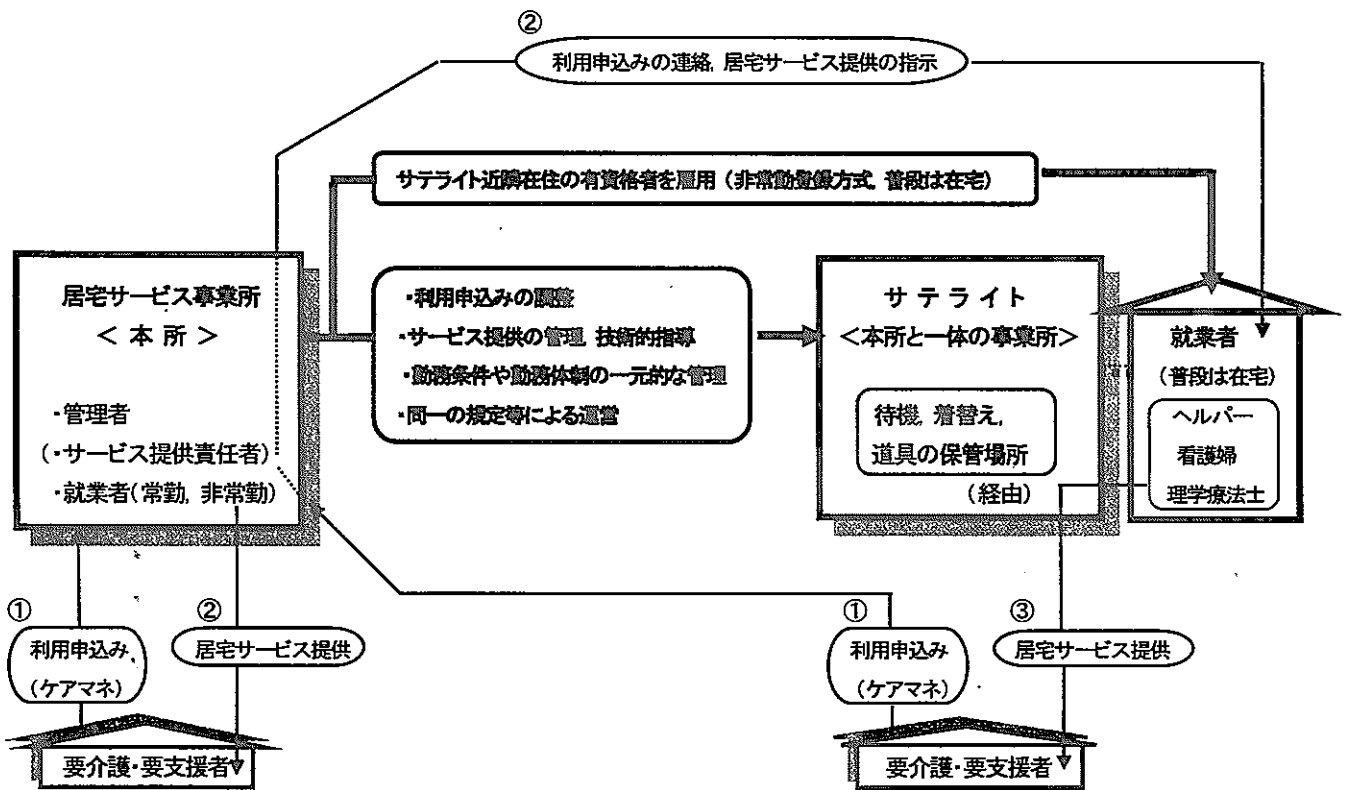 ②
利用申込みの連絡, 居宅サービス提供の指示
サテライト近隣在住の有資格者を雇用（非常勤登録方式, 普段は在宅）
居宅サービス事業所
＜ 本 所 ＞
・管理者
（・サービス提供責任者）
・就業者(常勤, 非常勤)
・利用申込みの調整
・サービス提供の管理, 技術的指導
・勤務条件や勤務体制の一元的な管理
・同一の規定等による運営
サ テ ラ イ ト
＜本所と一体の事業所＞
待機, 着替え,
道具の保管場所
（経由）
就業者
(普段は在宅)
ヘルパー
看護婦
理学療法士
①
利用申込み
(ケアマネ)
②
居宅サービス提供
要介護・要支援者
①
利用申込み
(ケアマネ)
③
居宅サービス提供
要介護・要支援者